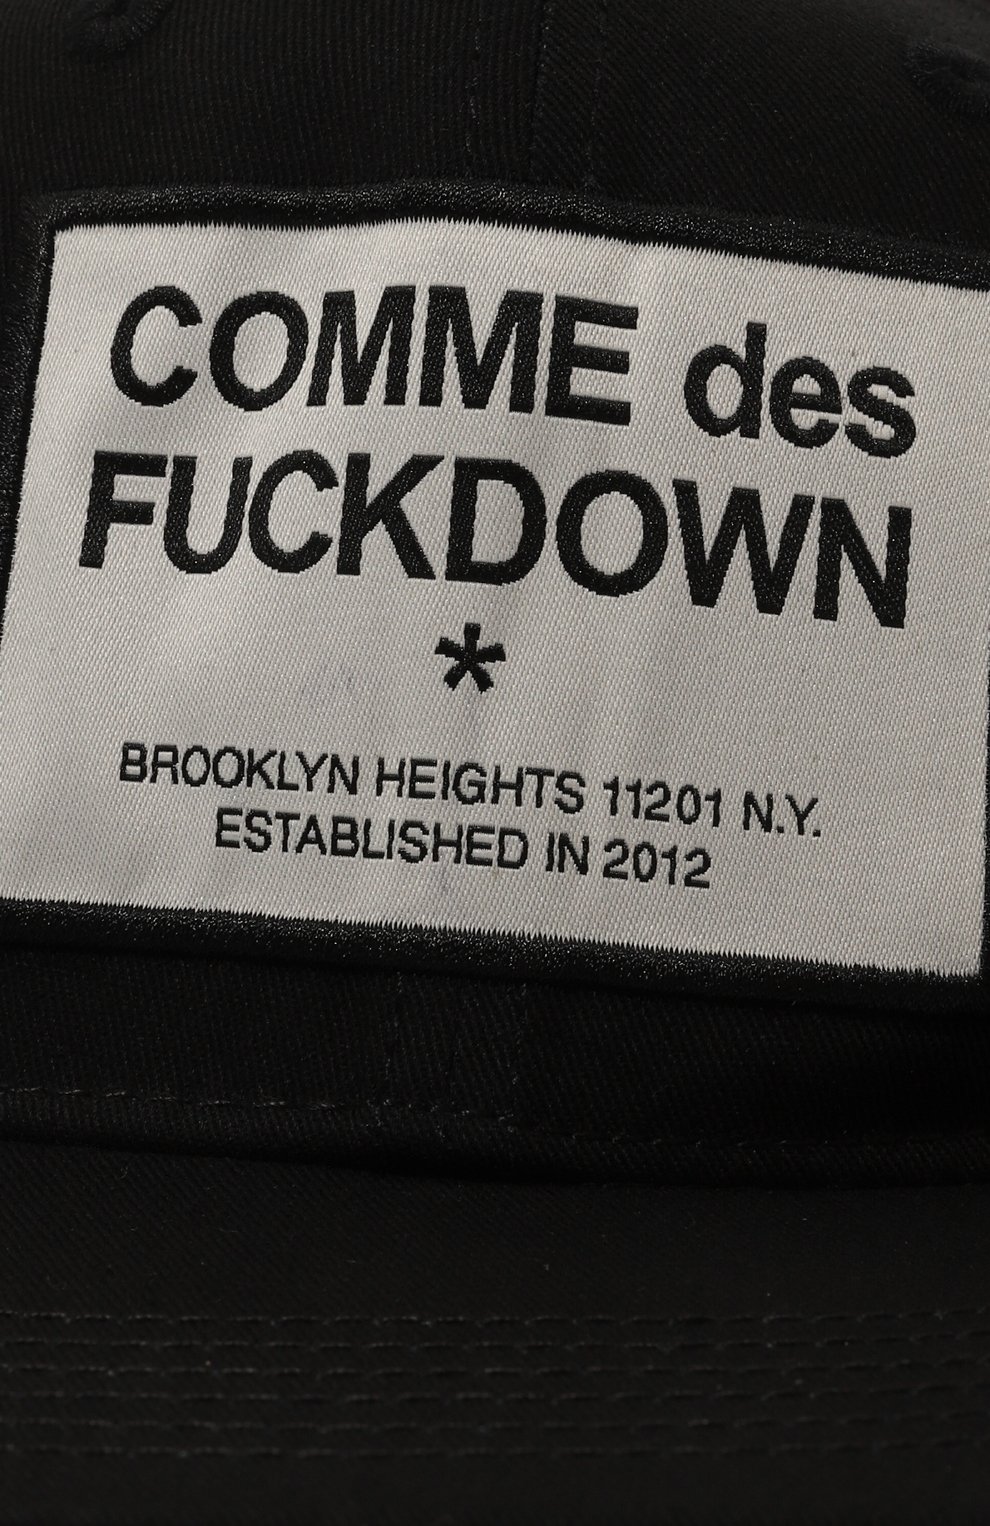 COMME des
FUCKDOWN
*
BROOKLYN HEIGHTS 11201 N.Y.
ESTABLISHED IN 2012